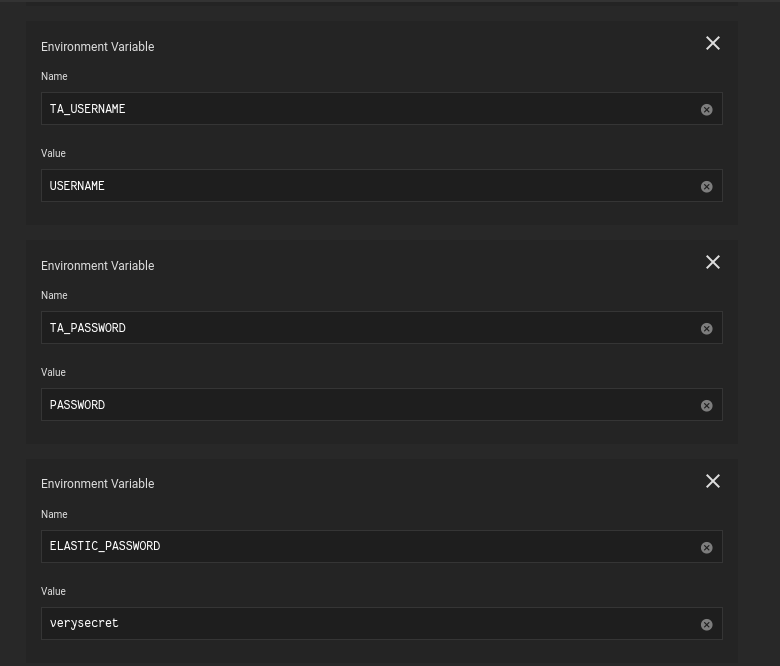 Environment Variable
Name
TA_USERNAME
Value
USERNAME
Environment Variable
Name
TA_PASSWORD
Value
PASSWORD
Environment Variable
Name
ELASTIC_PASSWORD
Value
verysecret